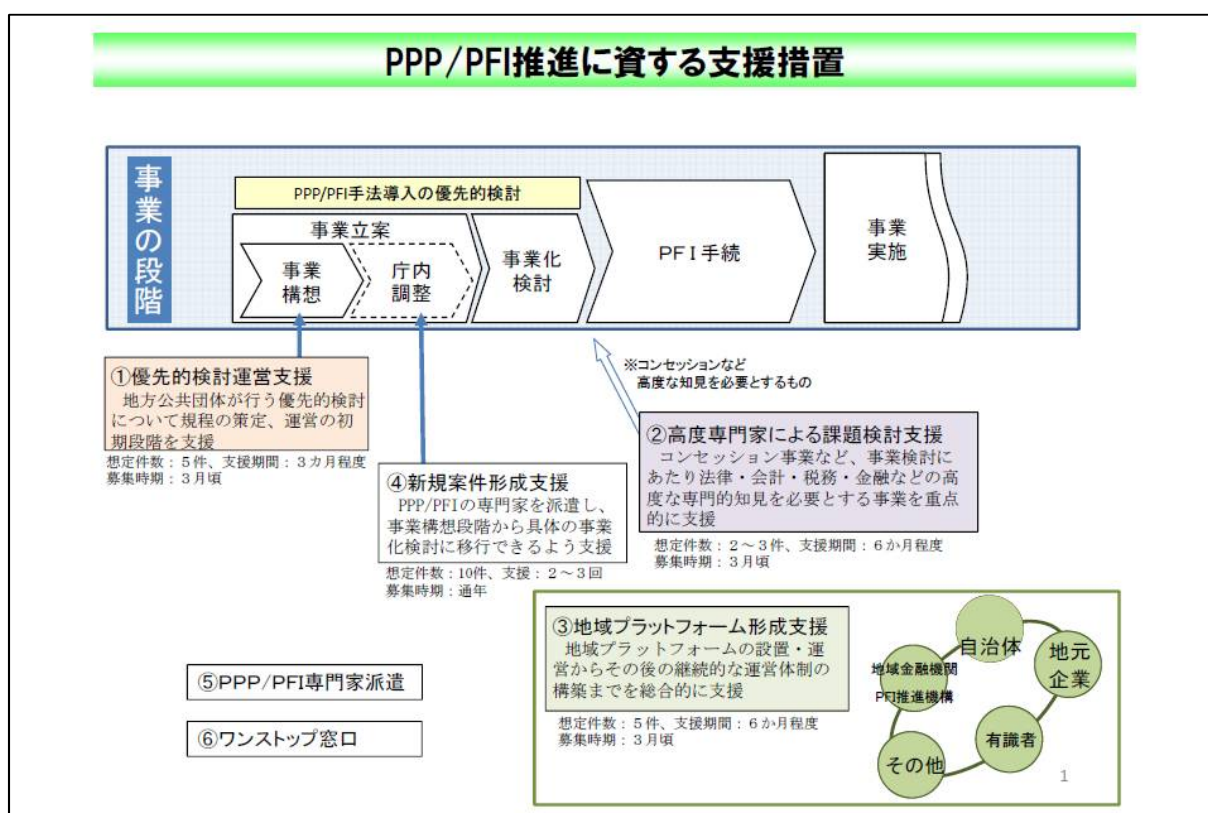 PPP/PFI推進に資する支援措置
事業の段階
PPP/PFI手法導入の優先的検討
事業立案
事業
構想
庁内
調整
事業化
検討
PFI手続
事業
実施
①優先的検討運営支援
地方公共団体が行う優先的検討
について規程の策定、運営の初
期段階を支援
想定件数：5件、支援期間：3カ月程度
募集時期：3月頃
④新規案件形成支援
PPP/PFIの専門家を派遣し、
事業構想段階から具体の事業
化検討に移行できるよう支援
想定件数：10件、支援：2～3回
募集時期：通年
※コンセッションなど
高度な知見を必要とするもの
②高度専門家による課題検討支援
コンセッション事業など、事業検討に
あたり法律・会計・税務・金融などの高
度な専門的知見を必要とする事業を重点
的に支援
想定件数：2～3件、支援期間：6か月程度
募集時期：3月頃
③地域プラットフォーム形成支援
地域プラットフォームの設置・運
営からその後の継続的な運営体制の
構築までを総合的に支援
想定件数：5件、支援期間：6か月程度
募集時期：3月頃
自治体
地元
企業
有識者
その他
地域金融機関
PFI推進機構
⑤PPP/PFI専門家派遣
⑥ワンストップ窓口
1